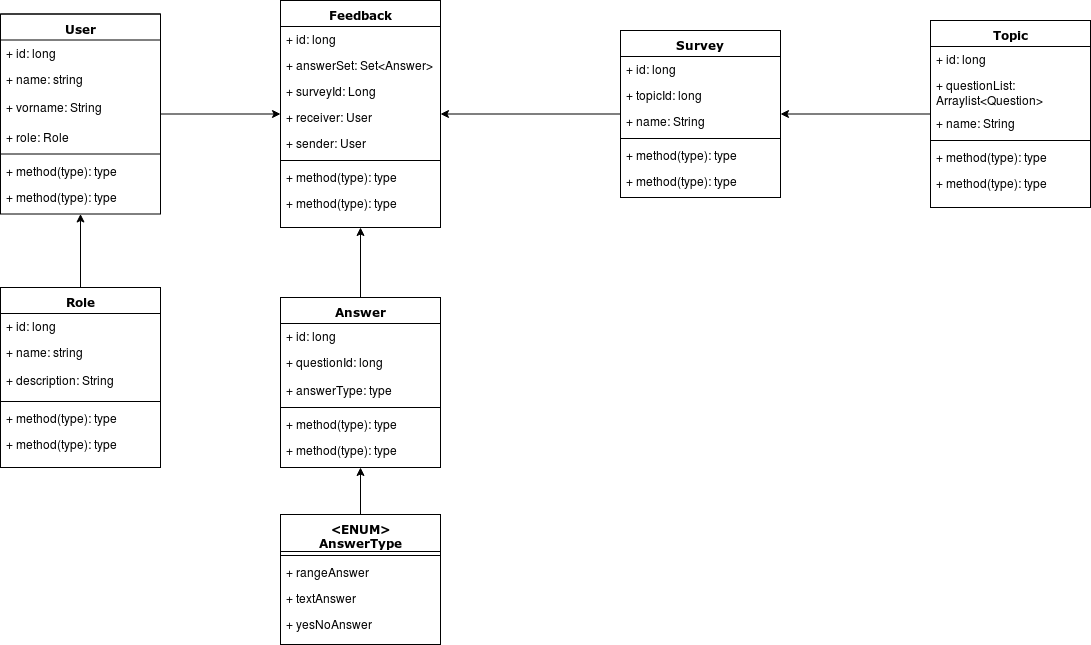 User
+ id: long
+ name: string
+ vorname: String
+ role: Role
+ method(type): type
+ method(type): type
Feedback
+ id: long
+ answerSet: Set<Answer>
+ surveyId: Long
+ receiver: User
+ sender: User
+ method(type): type
+ method(type): type
Survey
+ id: long
+ topicId: long
+ name: String
+ method(type): type
+ method(type): type
Topic
+ id: long
+ questionList:
Arraylist<Question>
+ name: String
+ method(type): type
+ method(type): type
Role
+ id: long
+ name: string
+ description: String
+ method(type): type
+ method(type): type
Answer
+ id: long
+ questionId: long
+ answerType: type
+ method(type): type
+ method(type): type
<ENUM>
AnswerType
+ rangeAnswer
+ textAnswer
+ yesNoAnswer